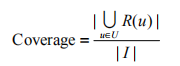 Coverage = | ⋃_{u∈U} R(u) | / | I |